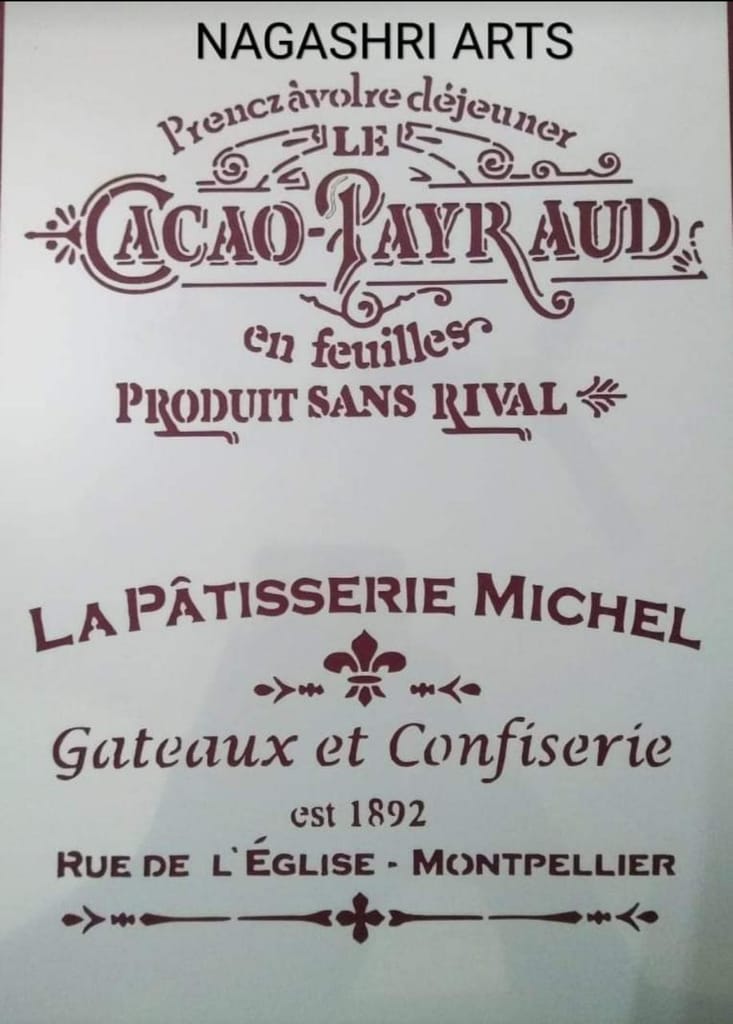 NAGASHRI ARTS
Prencz à volre déjeuner
LE
CACAO-PAYRAUD
en feuilles
PRODUIT SANS RIVAL
LA PÂTISSERIE MICHEL
Gateaux et Confiserie
est 1892
RUE DE L'ÉGLISE - MONTPELLIER